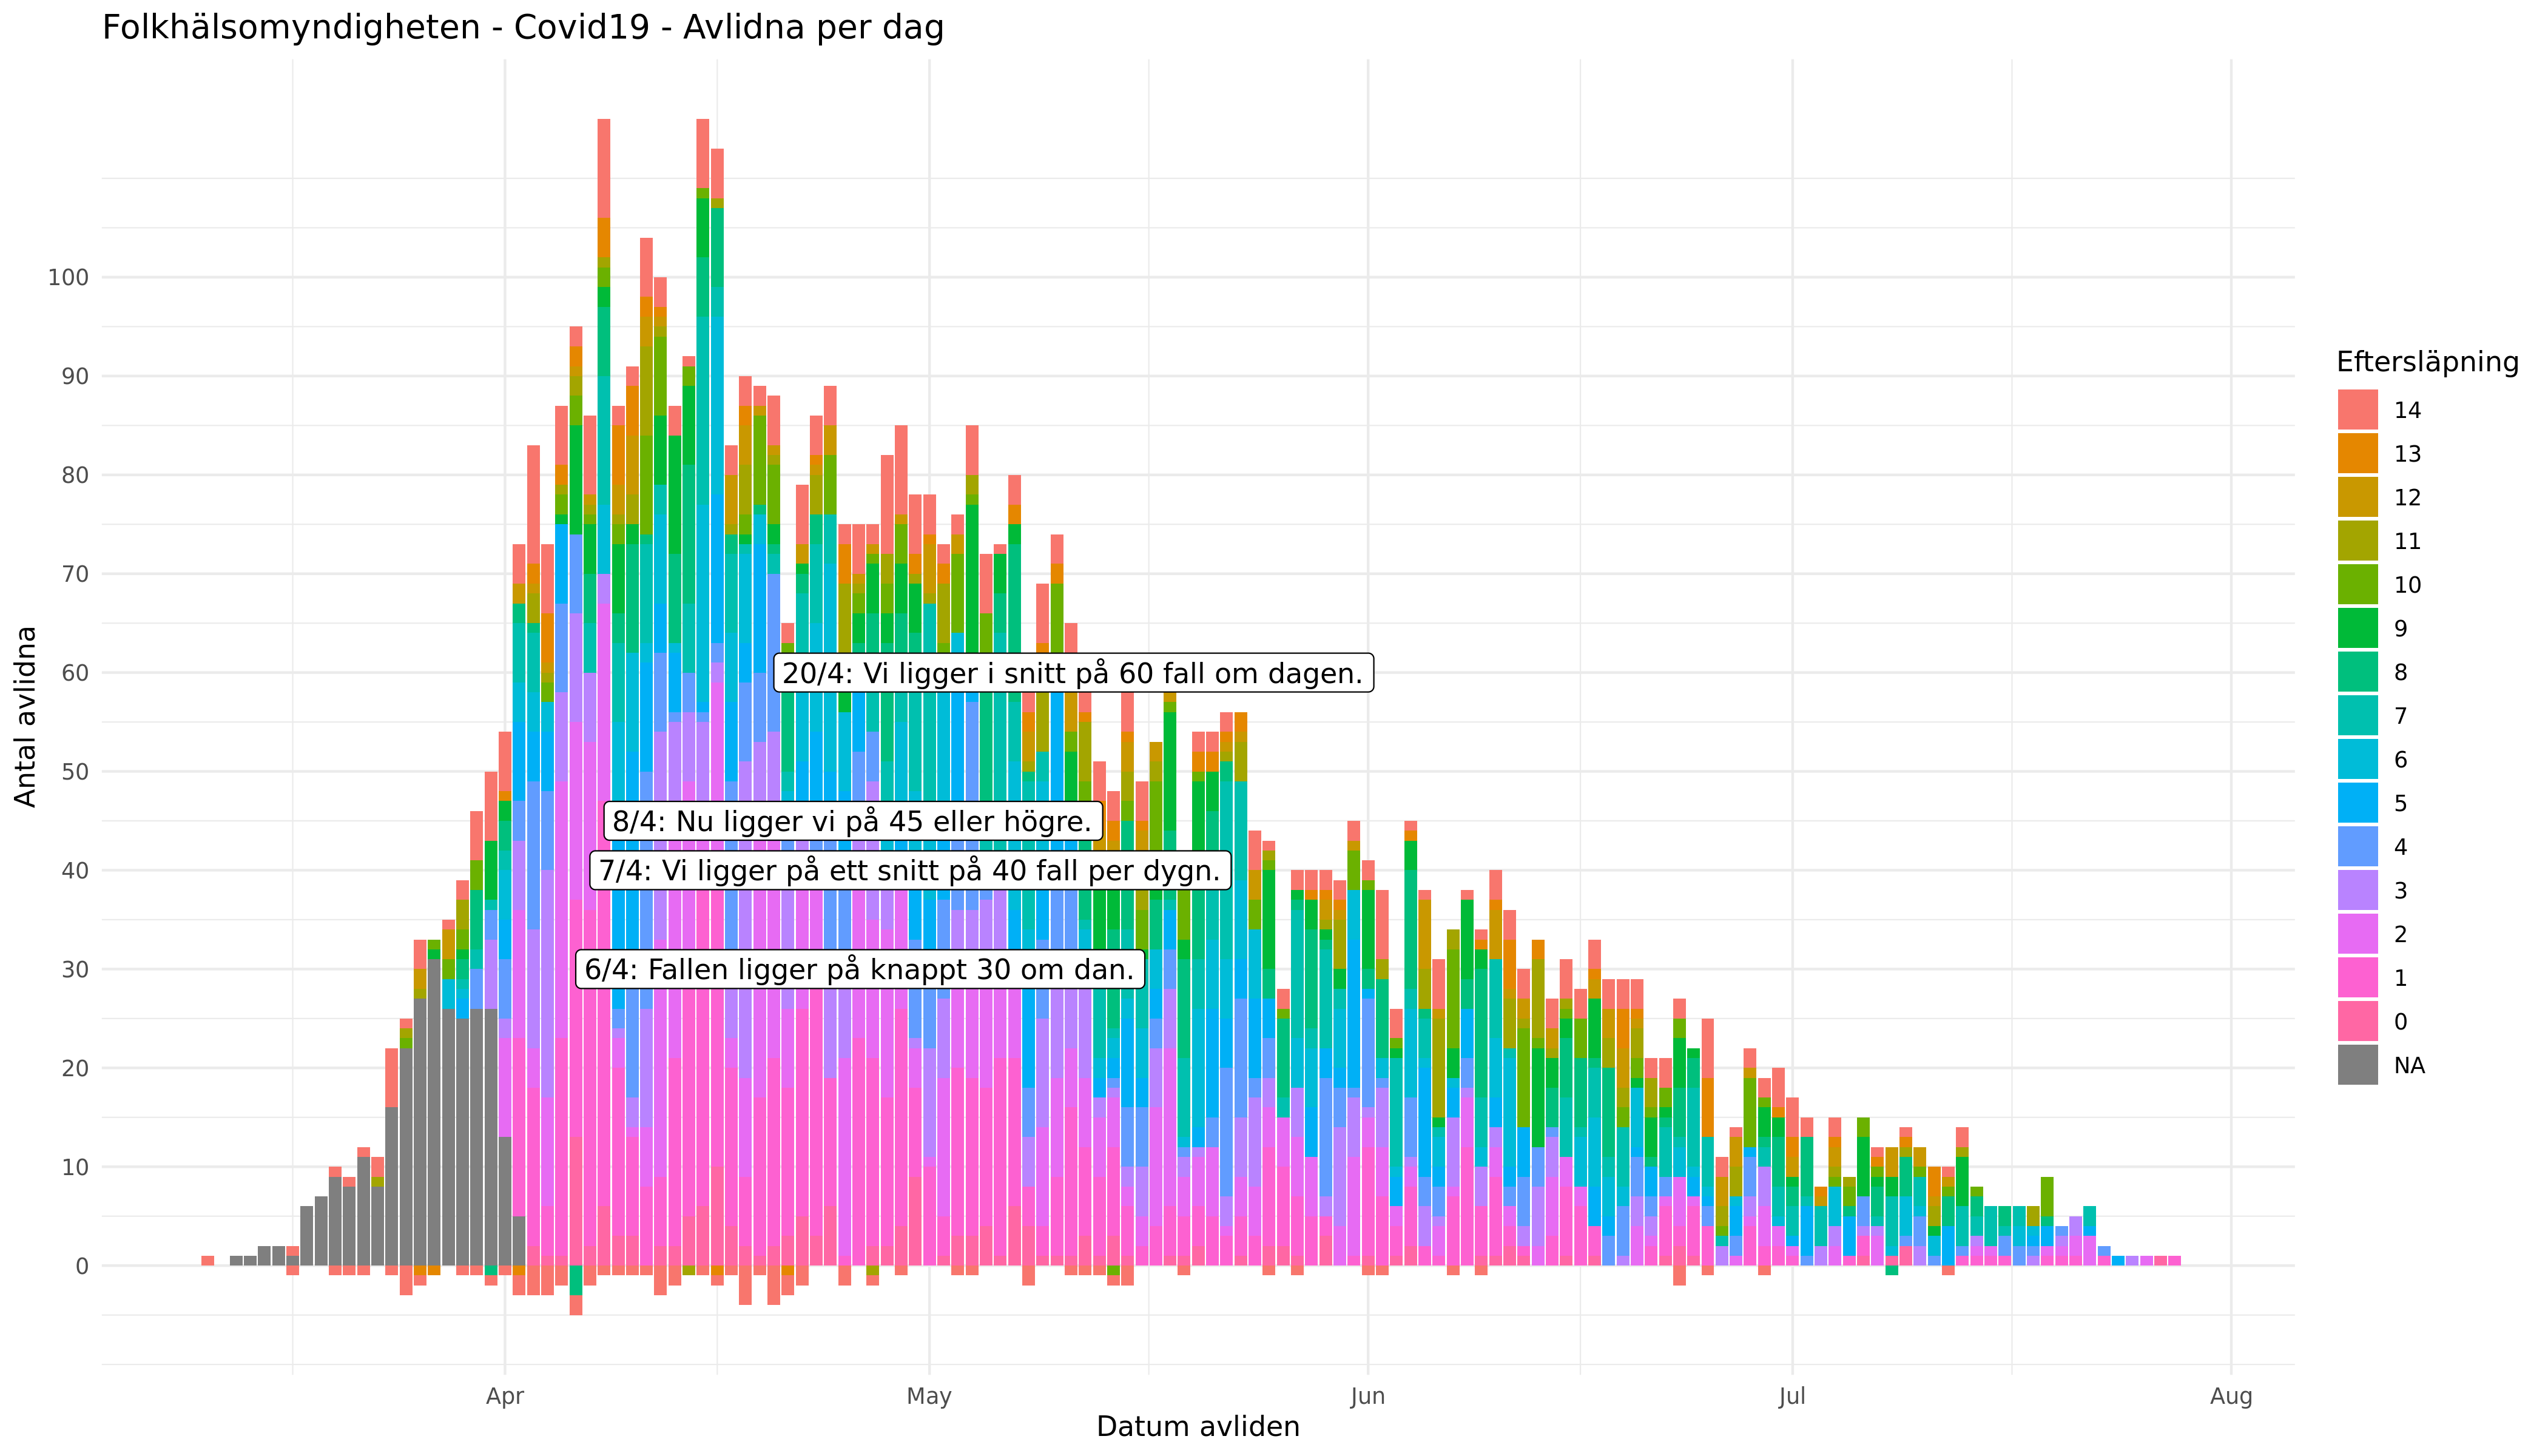 Folkhälsomyndigheten - Covid19 - Avlidna per dag
Antal avlidna
100
90
80
70
60
50
40
30
20
10
0
20/4: Vi ligger i snitt på 60 fall om dagen.
8/4: Nu ligger vi på 45 eller högre.
7/4: Vi ligger på ett snitt på 40 fall per dygn.
6/4: Fallen ligger på knappt 30 om dan.
Apr
May
Jun
Jul
Aug
Datum avliden
Eftersläpning
14
13
12
11
10
9
8
7
6
5
4
3
2
1
0
NA